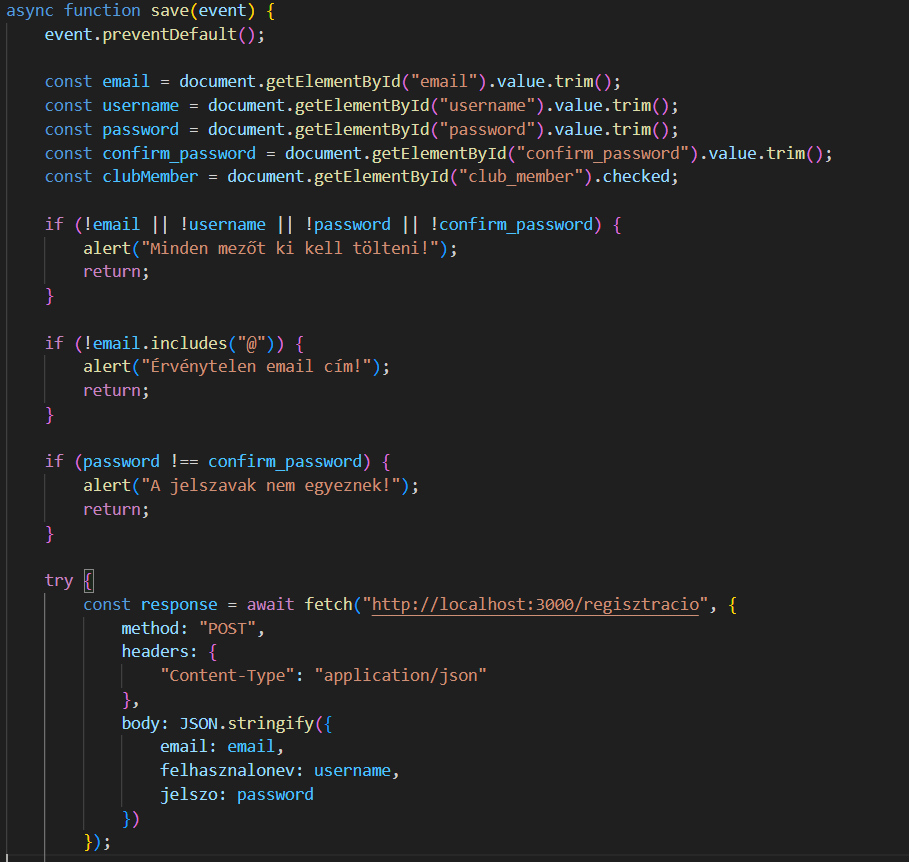 async function save(event) {
    event.preventDefault();

    const email = document.getElementById("email").value.trim();
    const username = document.getElementById("username").value.trim();
    const password = document.getElementById("password").value.trim();
    const confirm_password = document.getElementById("confirm_password").value.trim();
    const clubMember = document.getElementById("club_member").checked;

    if (!email || !username || !password || !confirm_password) {
        alert("Minden mezőt ki kell tölteni!");
        return;
    }

    if (!email.includes("@")) {
        alert("Érvénytelen email cím!");
        return;
    }

    if (password !== confirm_password) {
        alert("A jelszavak nem egyeznek!");
        return;
    }

    try {
        const response = await fetch("http://localhost:3000/regisztracio", {
            method: "POST",
            headers: {
                "Content-Type": "application/json"
            },
            body: JSON.stringify({
                email: email,
                felhasznalonev: username,
                jelszo: password
            })
        });